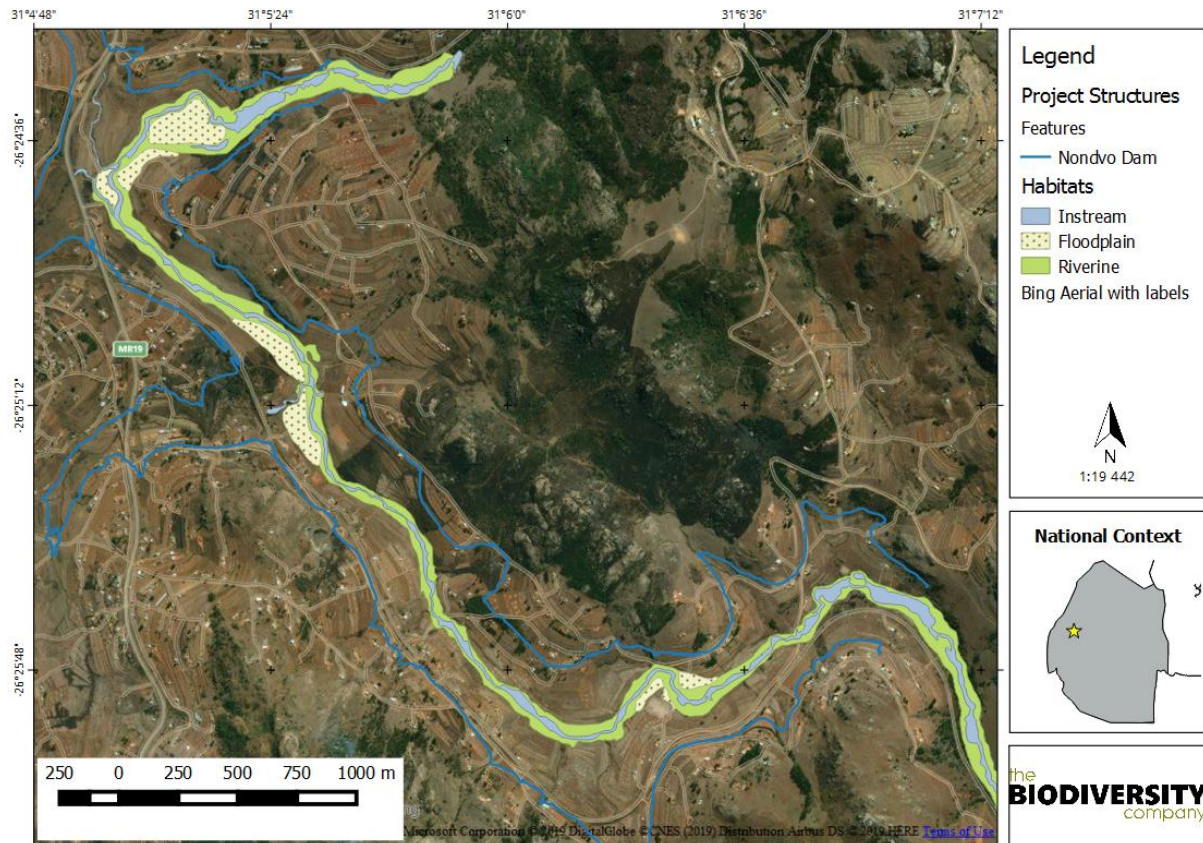 31°4'48"
31°5'24"
31°6'0"
31°6'36"
31°7'12"
-26°24'36"
-26°25'12"
-26°25'48"
MR19
250 0 250 500 750 1000 m
Microsoft Corporation © 2019 DigitalGlobe © CNES (2019) Distribution Airbus DS © 2019 HERE Terms of Use
Legend
Project Structures
Features
Nondvo Dam
Habitats
Instream
Floodplain
Riverine
Bing Aerial with labels
N
1:19 442
National Context
the
BIODIVERSITY
company